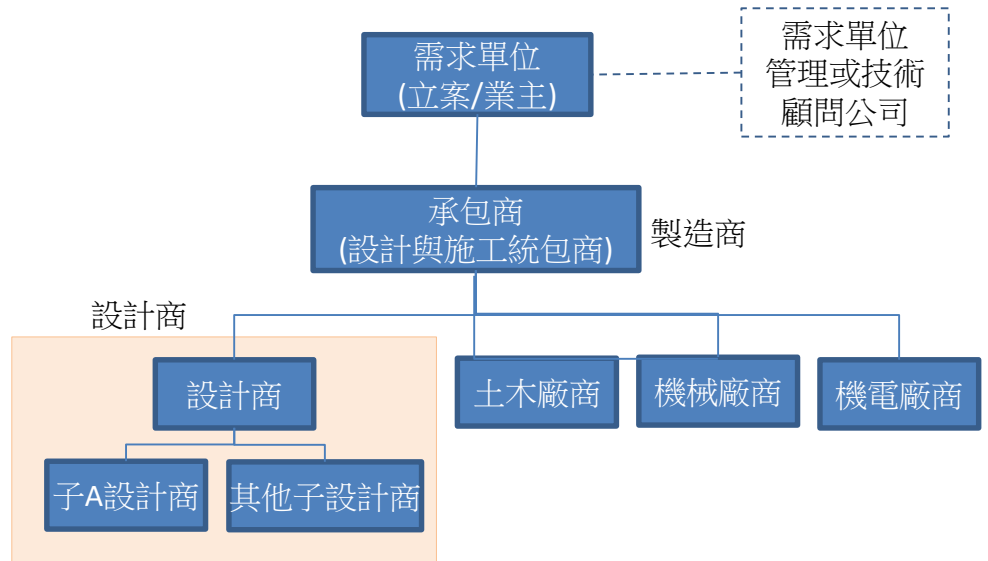 需求單位
(立案/業主)
需求單位
管理或技術
顧問公司
承包商
(設計與施工統包商)
製造商
設計商
設計商
土木廠商
機械廠商
機電廠商
子A設計商
其他子設計商